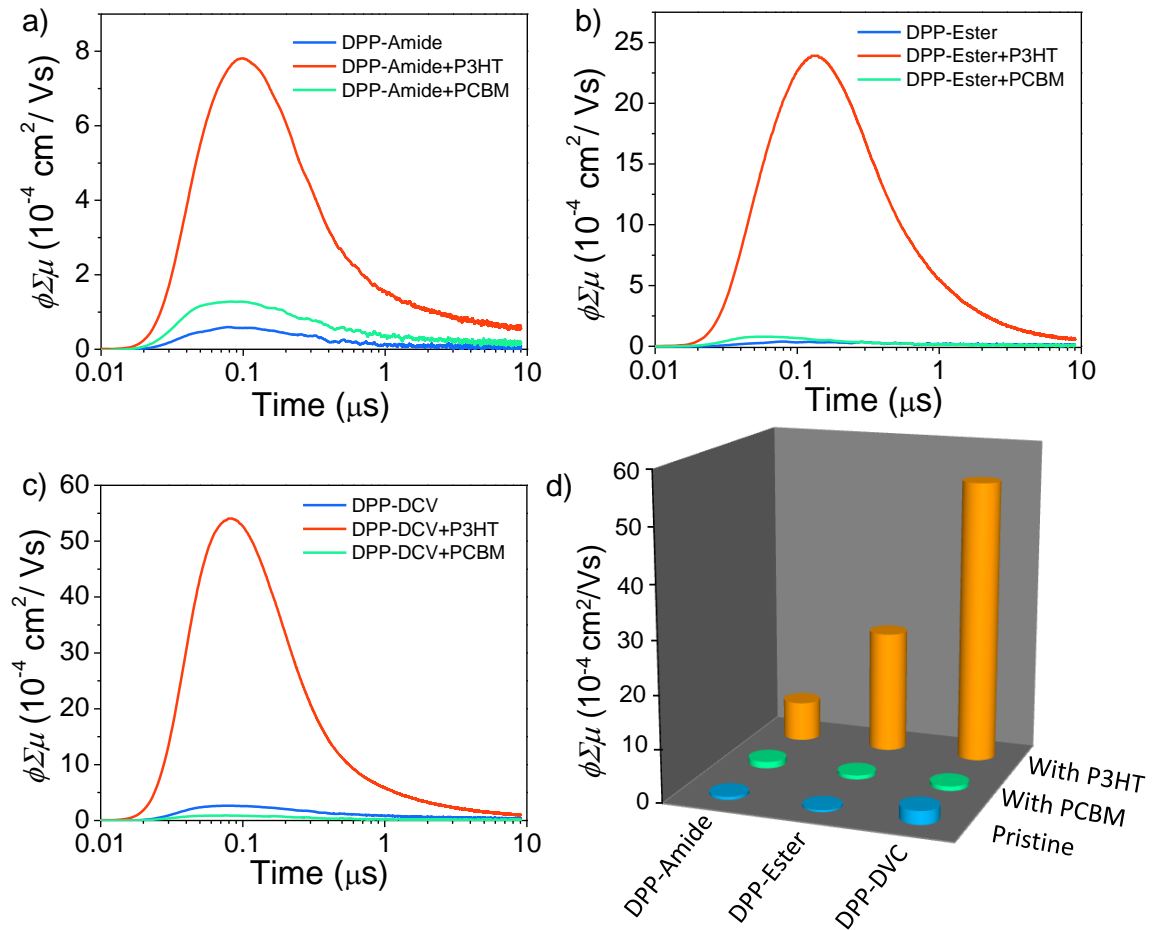 a)
DPP-Amide
DPP-Amide+P3HT
DPP-Amide+PCBM
8
6
4
2
0
ϕΣμ (10⁻⁴ cm²/ Vs)
0.01
0.1
1
10
Time (μs)
b)
DPP-Ester
DPP-Ester+P3HT
DPP-Ester+PCBM
25
20
15
10
5
0
ϕΣμ (10⁻⁴ cm²/ Vs)
0.01
0.1
1
10
Time (μs)
c)
DPP-DCV
DPP-DCV+P3HT
DPP-DCV+PCBM
60
50
40
30
20
10
0
ϕΣμ (10⁻⁴ cm²/ Vs)
0.01
0.1
1
10
Time (μs)
d)
60
50
40
30
20
10
0
ϕΣμ (10⁻⁴ cm²/Vs)
With P3HT
With PCBM
Pristine
DPP-Amide
DPP-Ester
DPP-DVC